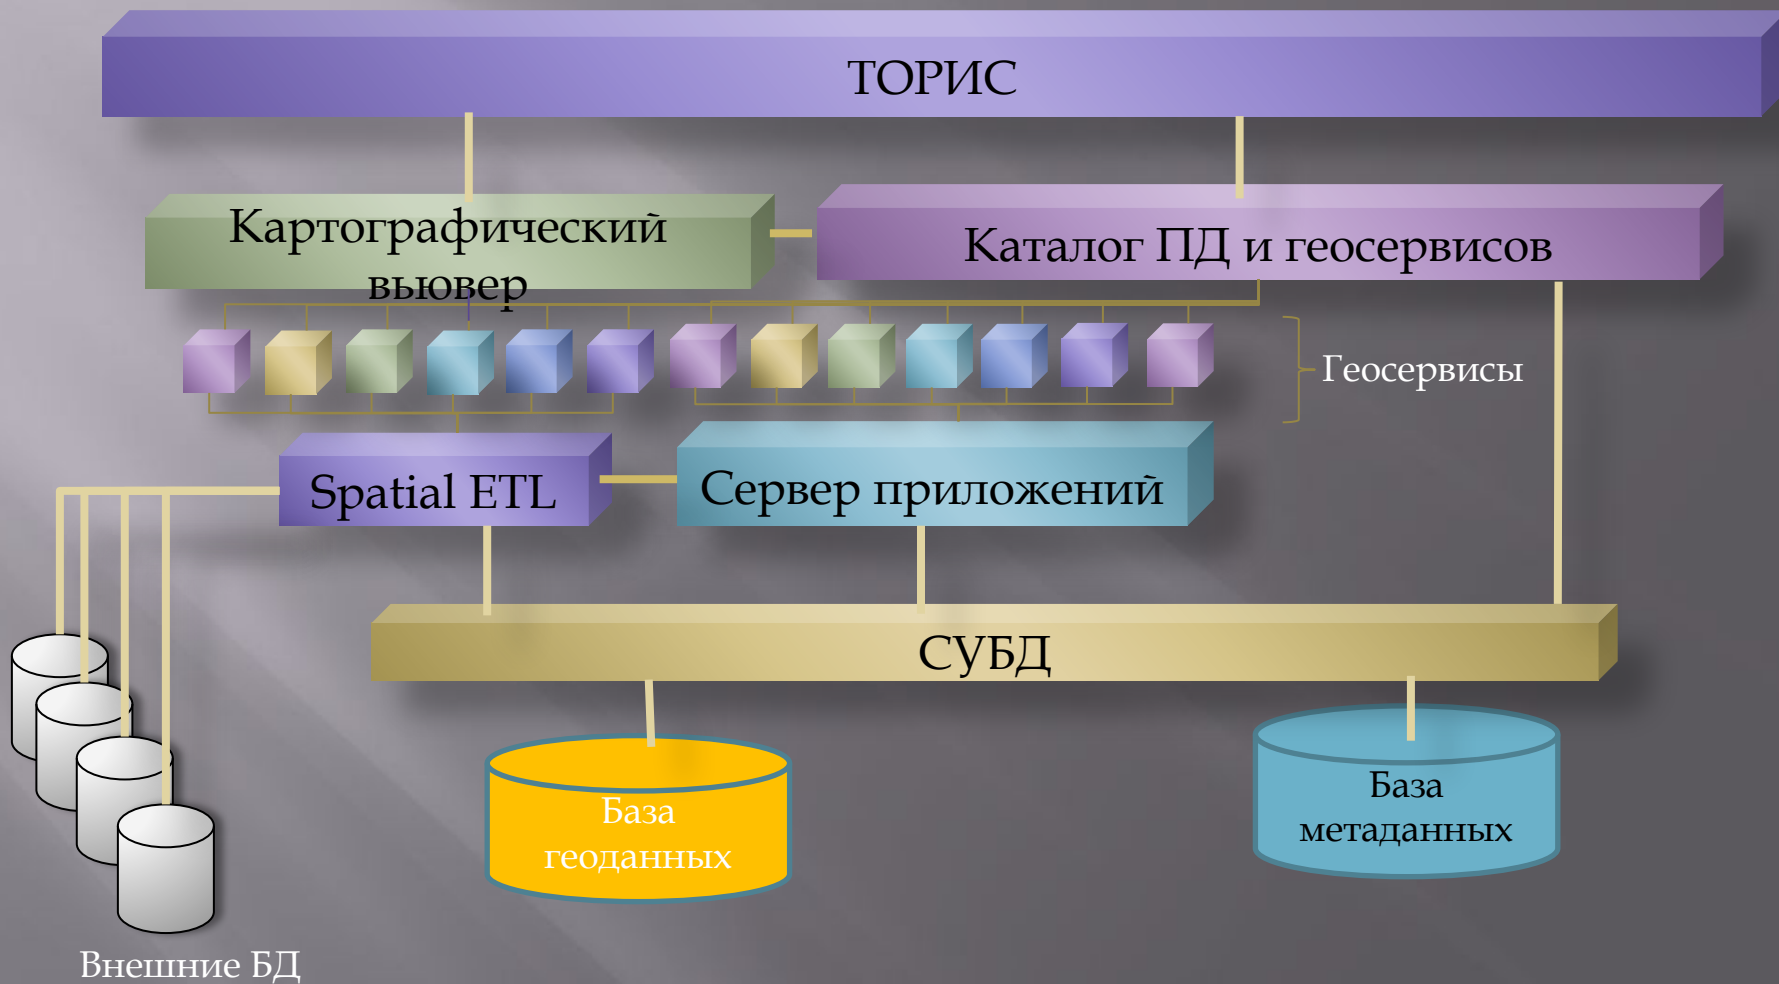 ТОРИС
Картографический
вьювер
Каталог ПД и геосервисов
Геосервисы
Spatial ETL
Сервер приложений
СУБД
База
геоданных
База
метаданных
Внешние БД